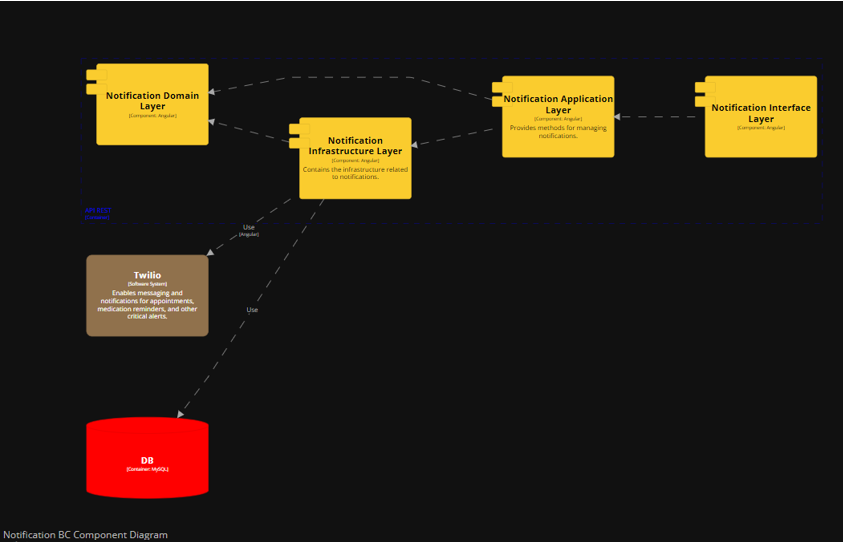 Notification Domain
Layer
[Component: Angular]
Notification
Infrastructure Layer
[Component: Angular]
Contains the infrastructure related
to notifications.
Notification Application
Layer
[Component: Angular]
Provides methods for managing
notifications.
Notification Interface
Layer
[Component: Angular]
API REST
[Container]
Use
[Angular]
Twilio
[Software System]
Enables messaging and
notifications for appointments,
medication reminders, and other
critical alerts.
Use
DB
[Container: MySQL]
Notification BC Component Diagram